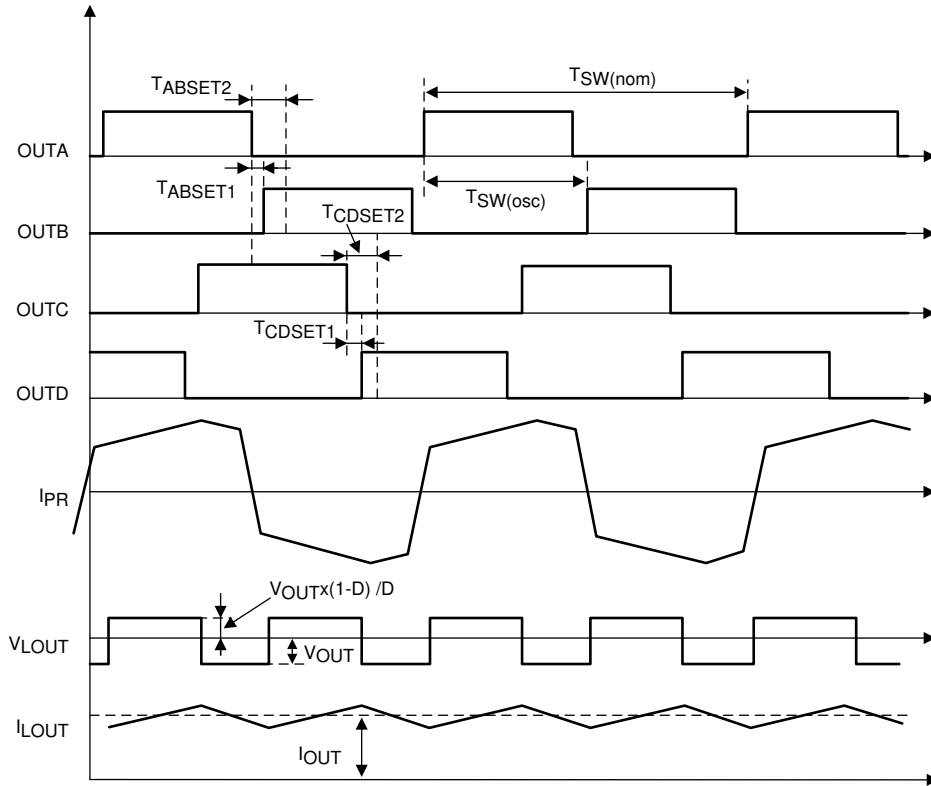 TABSET2
TSW(nom)
OUTA
TABSET1
TSW(osc)
TCDSET2
OUTB
OUTC
TCDSET1
OUTD
IPR
VOUTx(1-D) /D
VLOUT
VOUT
ILOUT
IOUT